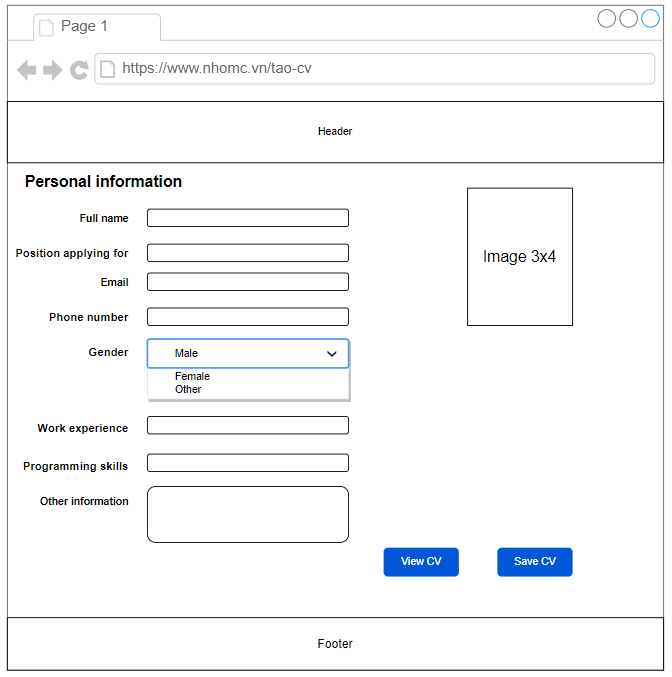 Page 1
https://www.nhomc.vn/tao-cv
Header
Personal information
Full name
Position applying for
Email
Phone number
Gender
Male
Female
Other
Work experience
Programming skills
Other information
Image 3x4
View CV
Save CV
Footer